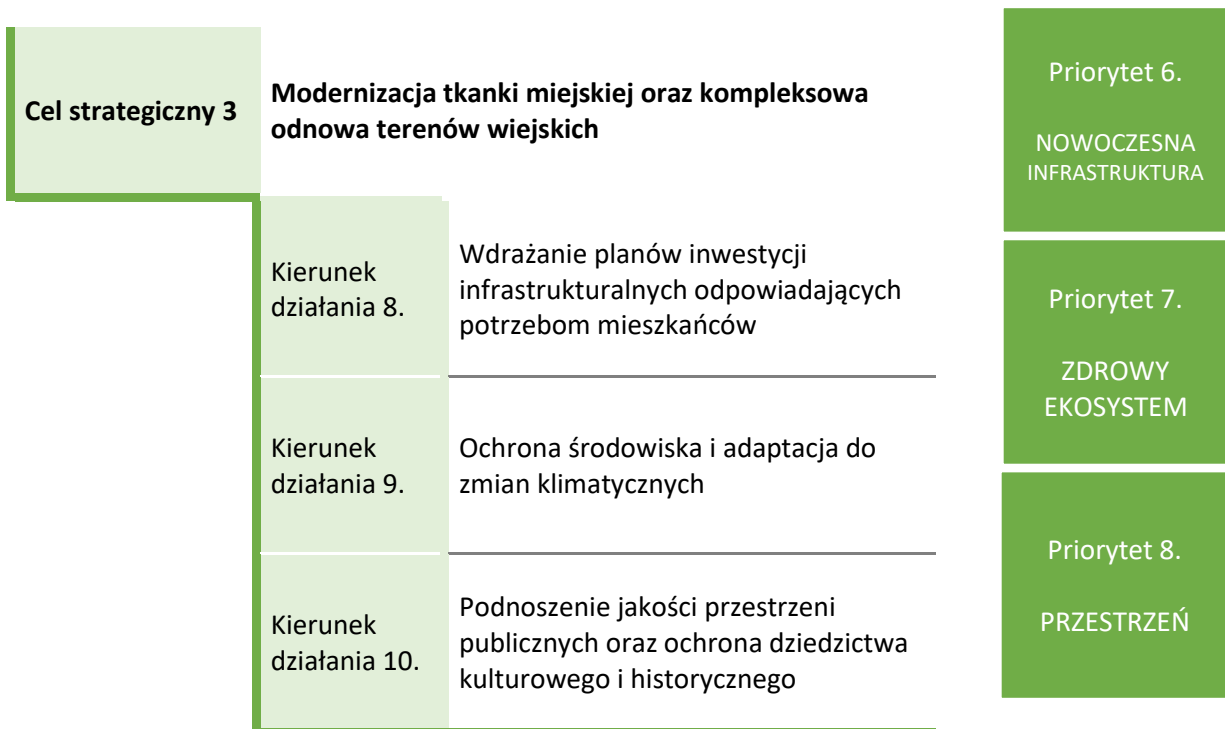 Cel strategiczny 3
Modernizacja tkanki miejskiej oraz kompleksowa
odnowa terenów wiejskich
Kierunek
działania 8.
Wdrażanie planów inwestycji
infrastrukturalnych odpowiadających
potrzebom mieszkańców
Kierunek
działania 9.
Ochrona środowiska i adaptacja do
zmian klimatycznych
Kierunek
działania 10.
Podnoszenie jakości przestrzeni
publicznych oraz ochrona dziedzictwa
kulturowego i historycznego
Priorytet 6.
NOWOCZESNA
INFRASTRUKTURA
Priorytet 7.
ZDROWY
EKOSYSTEM
Priorytet 8.
PRZESTRZEŃ